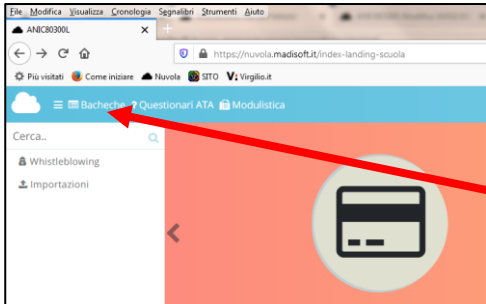 File Modifica Visualizza Cronologia Segnalibri Strumenti Aiuto
ANIC80300L
https://nuvola.madisoft.it/index-landing-scuola
Più visitati Come iniziare Nuvola SITO Virgilio.it
Bacheche ? Questionari ATA Modulistica
Cerca..
Whistleblowing
Importazioni